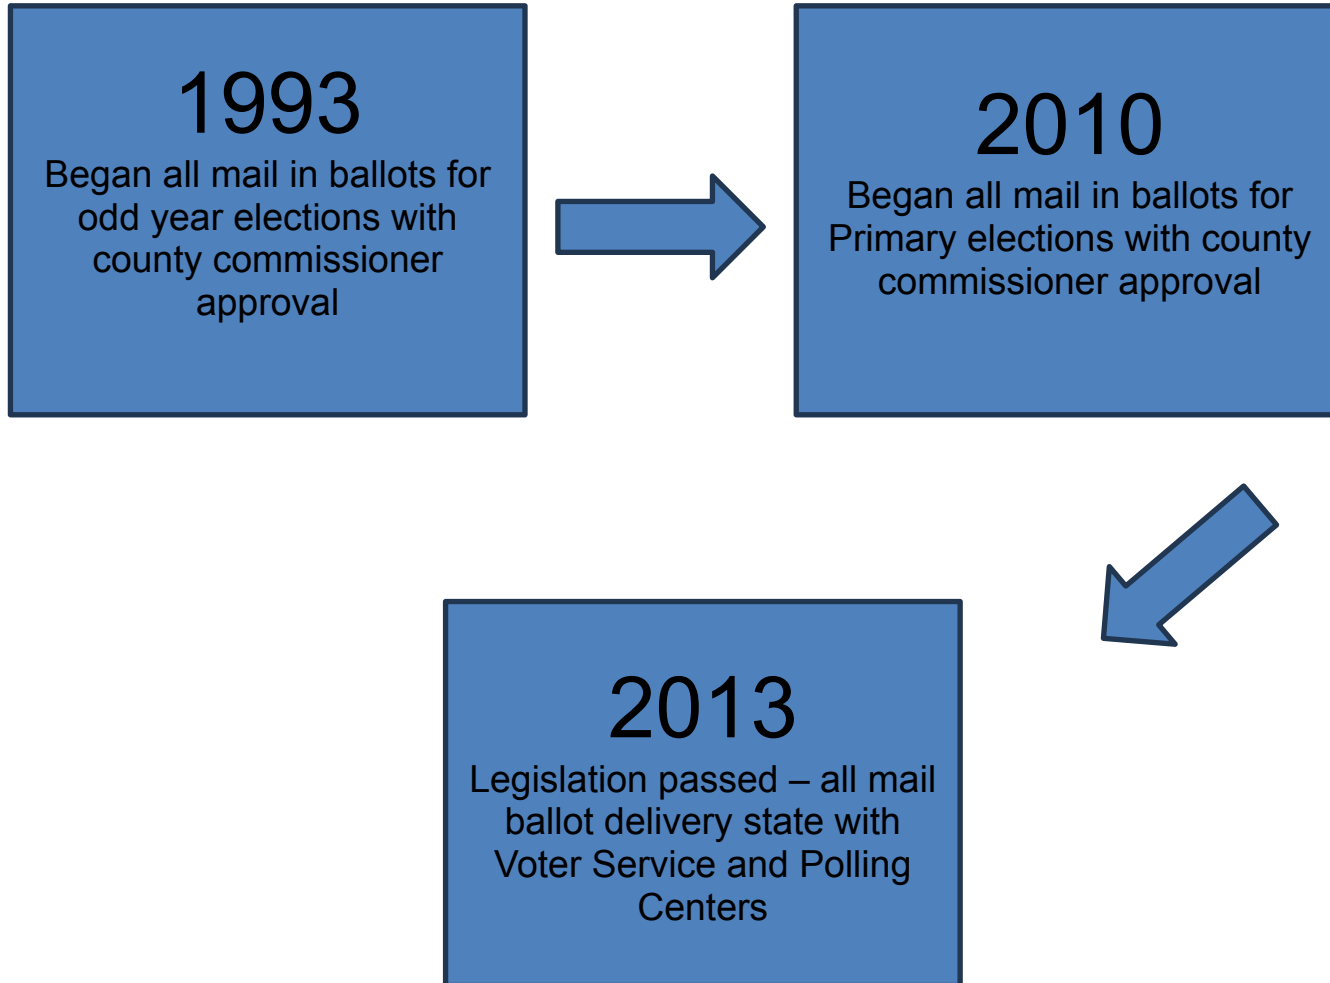 1993
Began all mail in ballots for
odd year elections with
county commissioner
approval
2010
Began all mail in ballots for
Primary elections with county
commissioner approval
2013
Legislation passed – all mail
ballot delivery state with
Voter Service and Polling
Centers